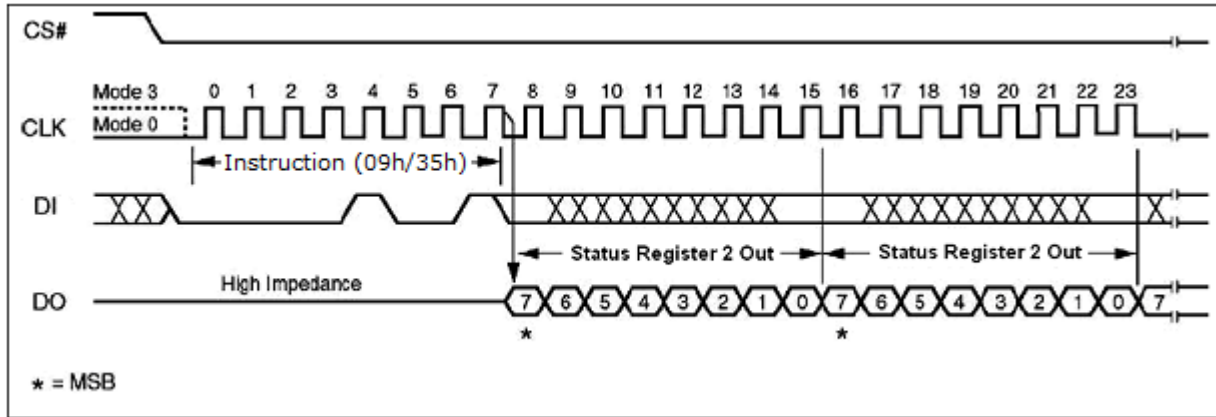 CS#
Mode 3 0 1 2 3 4 5 6 7 8 9 10 11 12 13 14 15 16 17 18 19 20 21 22 23
CLK Mode 0
Instruction (09h/35h)
DI
Status Register 2 Out Status Register 2 Out
High Impedance
DO 7 6 5 4 3 2 1 0 7 6 5 4 3 2 1 0 7
* *
* = MSB